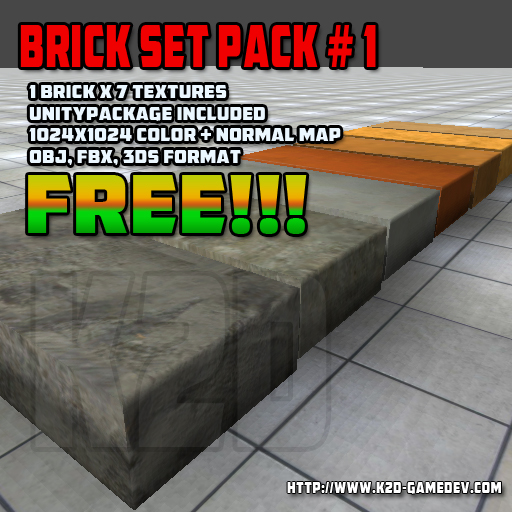 BRICK SET PACK # 1
1 BRICK X 7 TEXTURES
UNITYPACKAGE INCLUDED
1024X1024 COLOR + NORMAL MAP
OBJ, FBX, 3DS FORMAT
FREE!!!
K2D
HTTP://WWW.K2D-GAMEDEV.COM